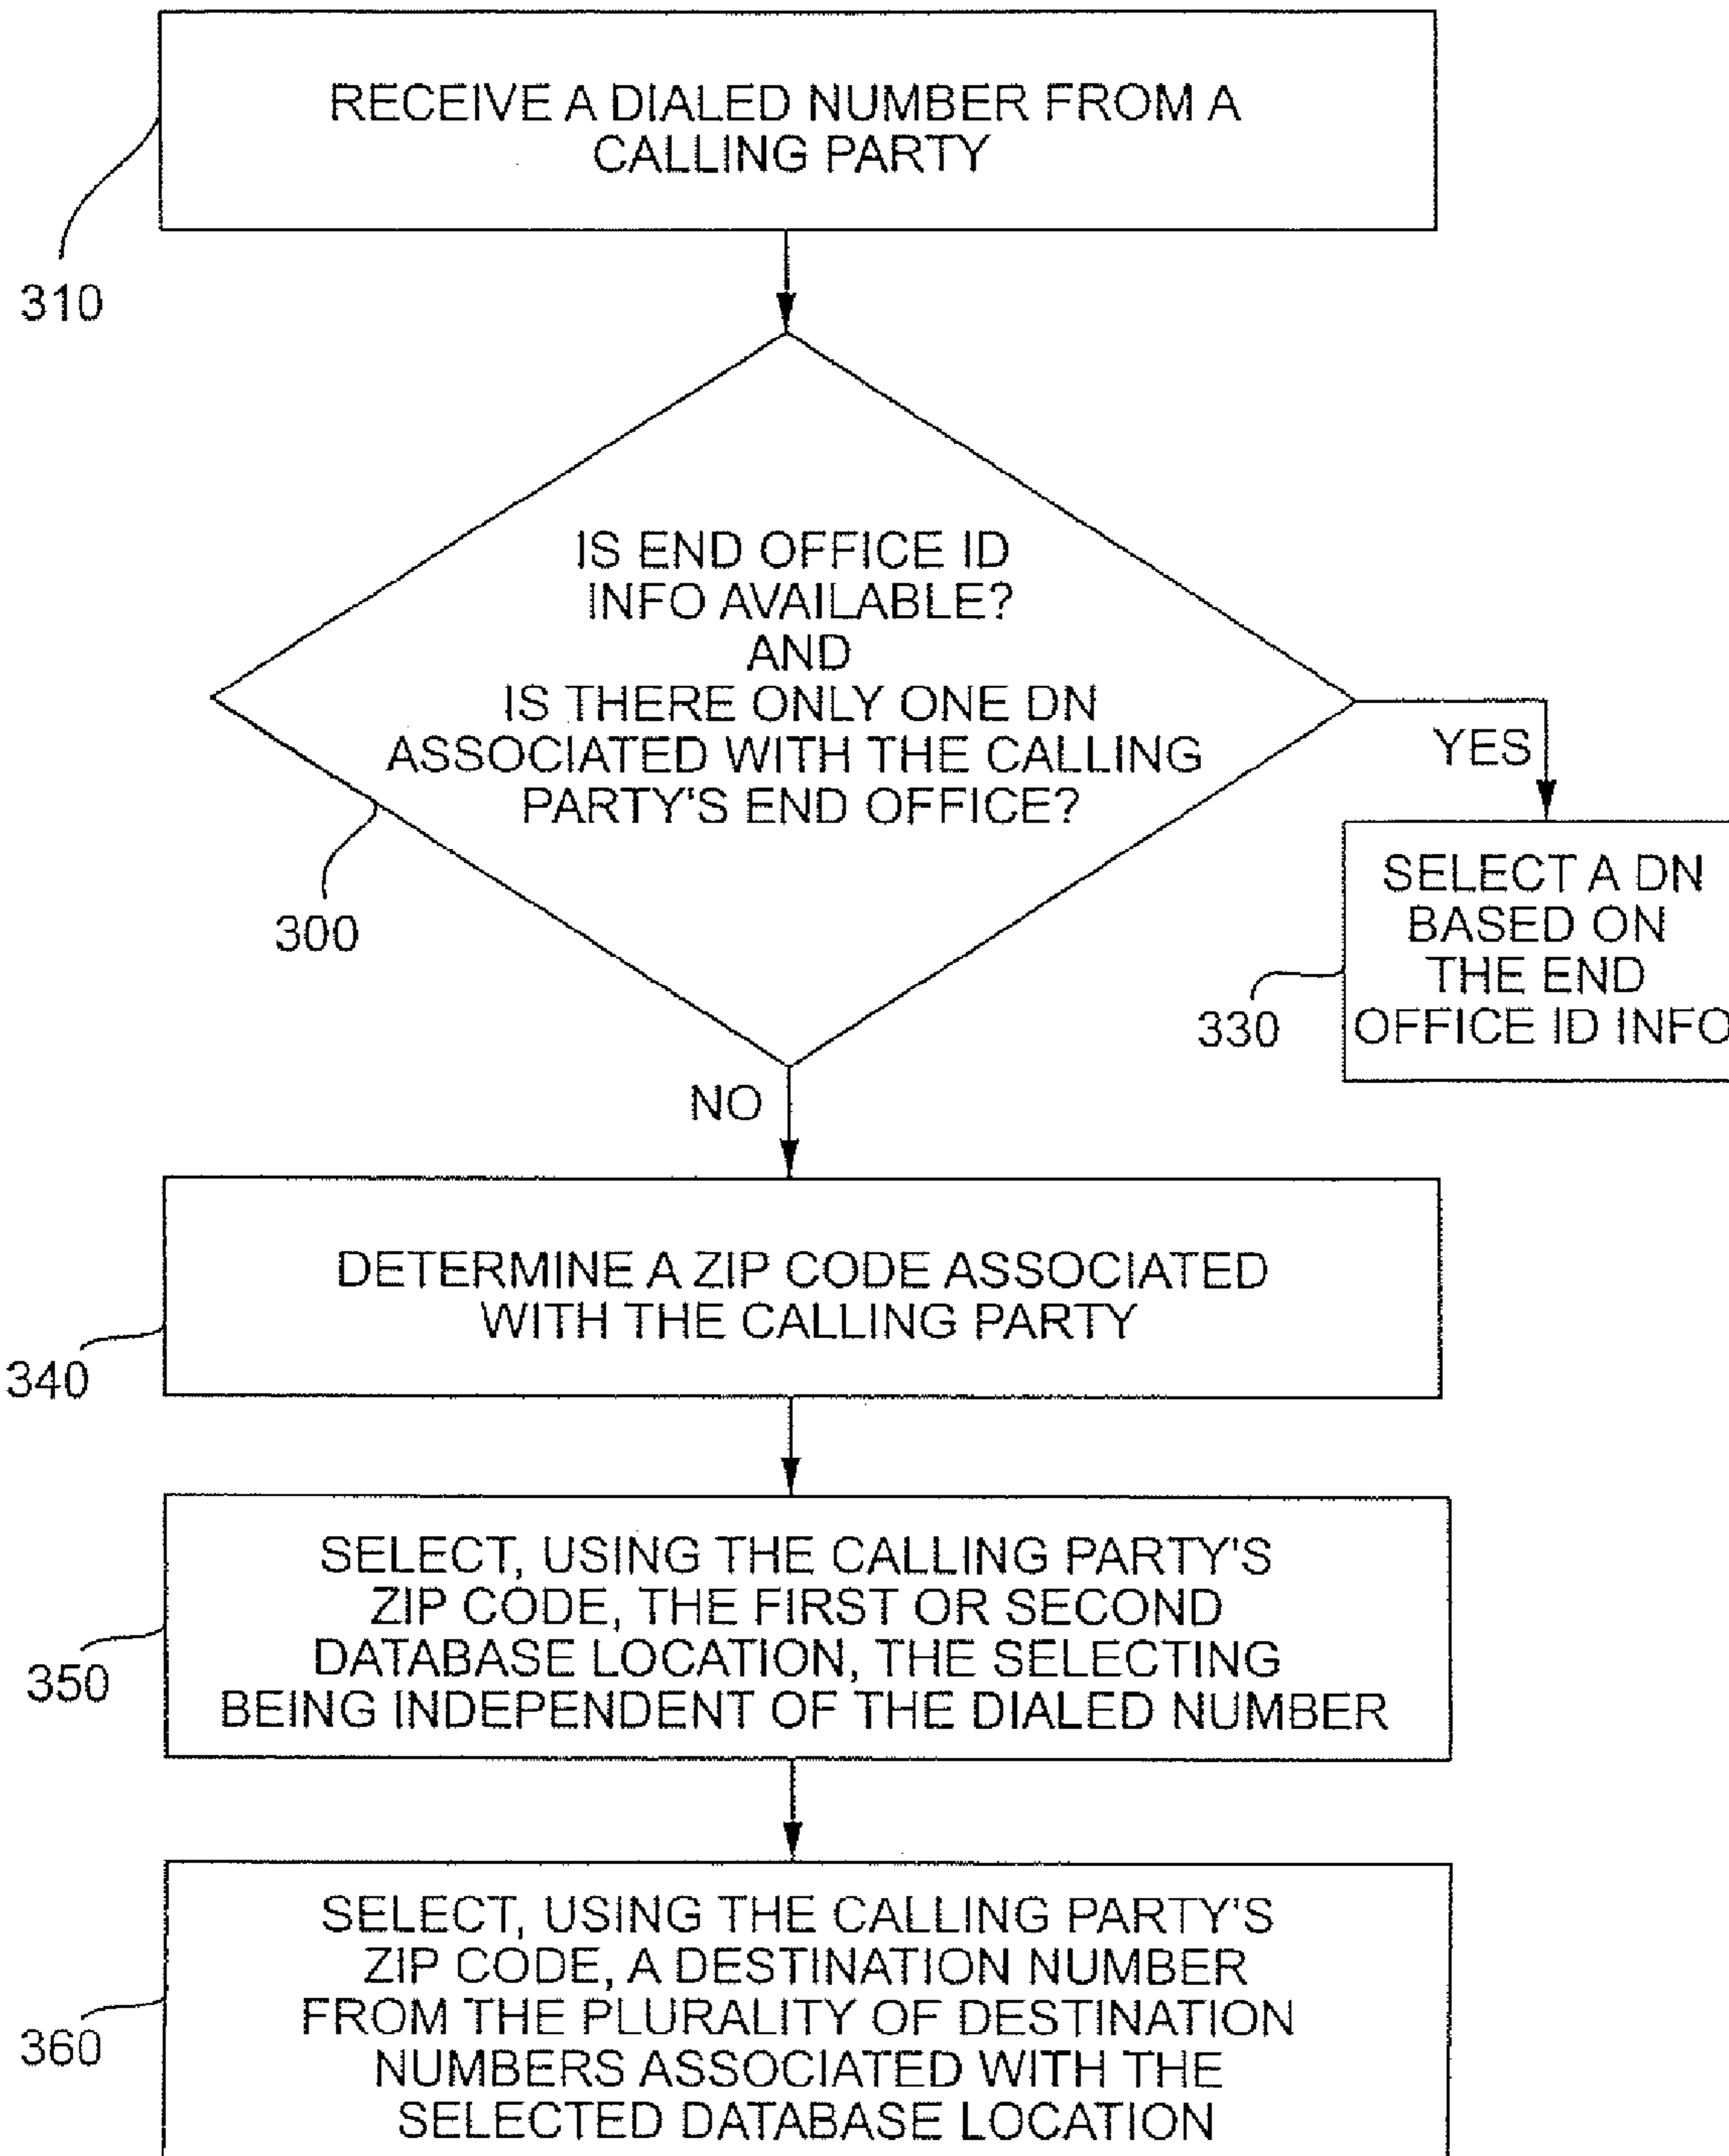 RECEIVE A DIALED NUMBER FROM A
CALLING PARTY
310
IS END OFFICE ID
INFO AVAILABLE?
AND
IS THERE ONLY ONE DN
ASSOCIATED WITH THE CALLING
PARTY'S END OFFICE?
300
YES
SELECT A DN
BASED ON
THE END
OFFICE ID INFO
330
NO
DETERMINE A ZIP CODE ASSOCIATED
WITH THE CALLING PARTY
340
SELECT, USING THE CALLING PARTY'S
ZIP CODE, THE FIRST OR SECOND
DATABASE LOCATION, THE SELECTING
BEING INDEPENDENT OF THE DIALED NUMBER
350
SELECT, USING THE CALLING PARTY'S
ZIP CODE, A DESTINATION NUMBER
FROM THE PLURALITY OF DESTINATION
NUMBERS ASSOCIATED WITH THE
SELECTED DATABASE LOCATION
360